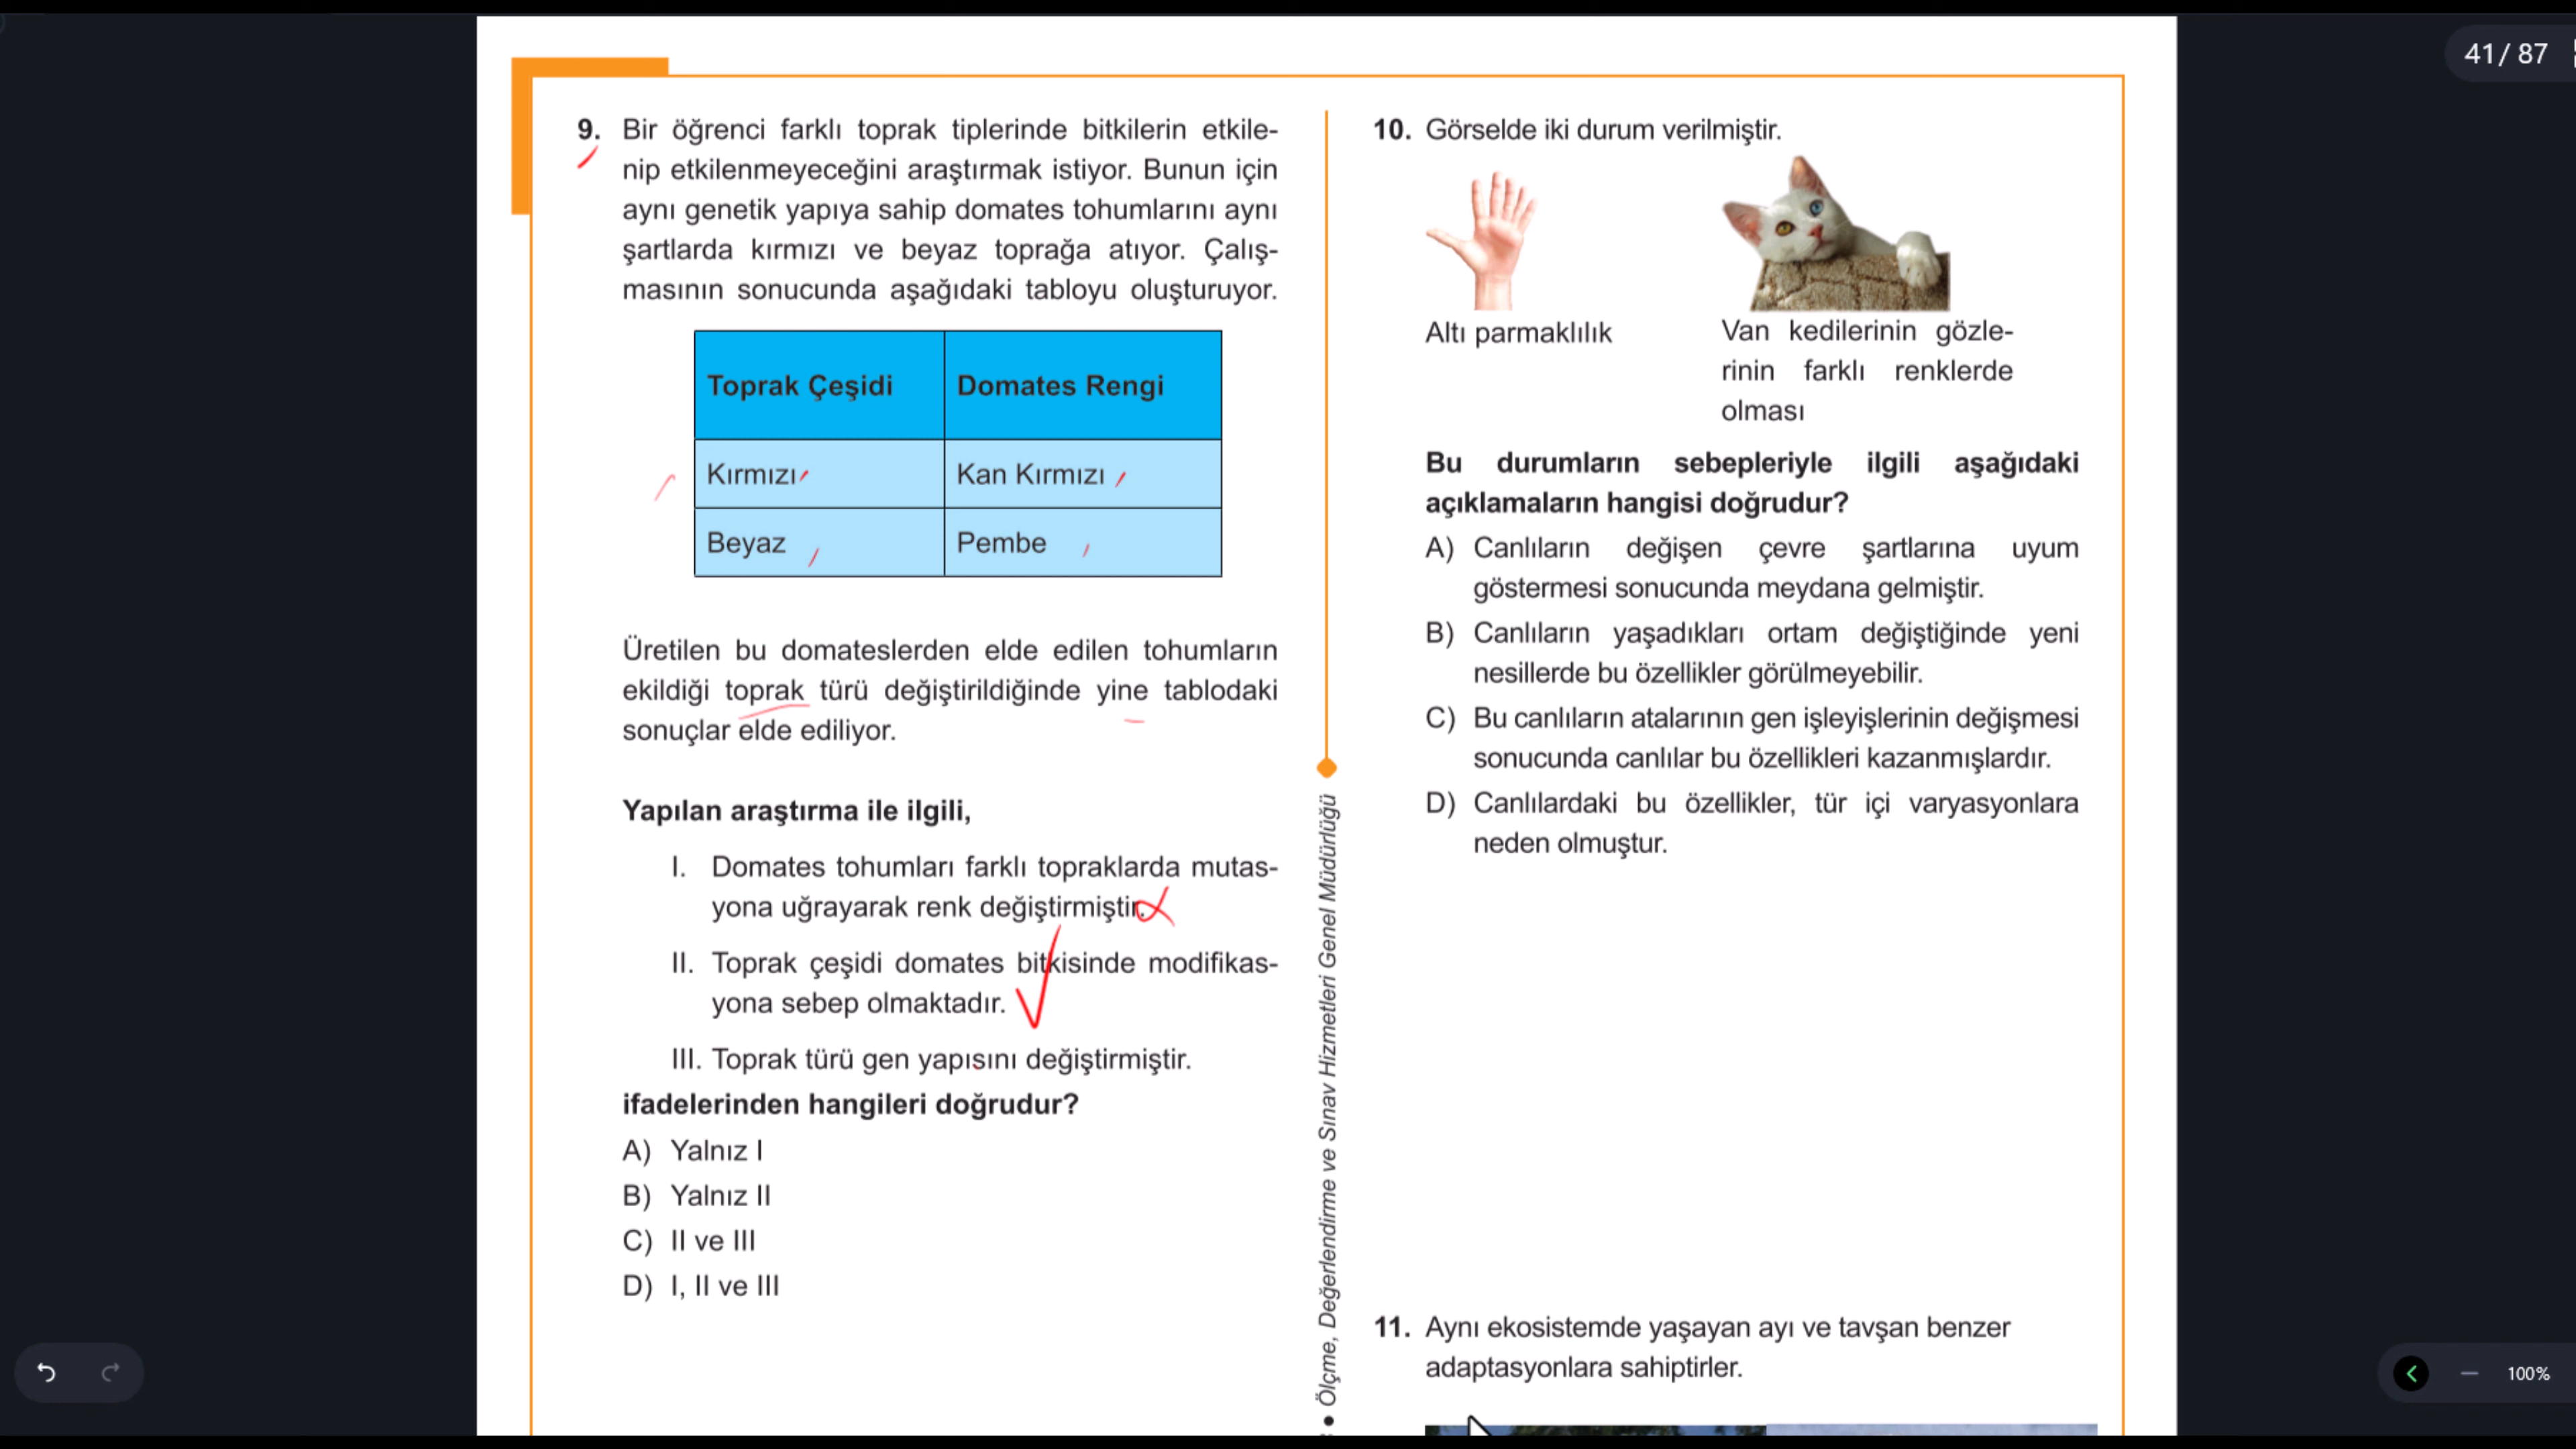 41/ 87
9. Bir öğrenci farklı toprak tiplerinde bitkilerin etkile-
nip etkilenmeyeceğini araştırmak istiyor. Bunun için
aynı genetik yapıya sahip domates tohumlarını aynı
şartlarda kırmızı ve beyaz toprağa atıyor. Çalış-
masının sonucunda aşağıdaki tabloyu oluşturuyor.
Toprak Çeşidi Domates Rengi
Kırmızı Kan Kırmızı
Beyaz Pembe
Üretilen bu domateslerden elde edilen tohumların
ekildiği toprak türü değiştirildiğinde yine tablodaki
sonuçlar elde ediliyor.
Yapılan araştırma ile ilgili,
I. Domates tohumları farklı topraklarda mutas-
yona uğrayarak renk değiştirmiştir.
II. Toprak çeşidi domates bitkisinde modifikas-
yona sebep olmaktadır.
III. Toprak türü gen yapısını değiştirmiştir.
ifadelerinden hangileri doğrudur?
A) Yalnız I
B) Yalnız II
C) II ve III
D) I, II ve III
• Ölçme, Değerlendirme ve Sınav Hizmetleri Genel Müdürlüğü
10. Görselde iki durum verilmiştir.
Altı parmaklılık
Van kedilerinin gözle-
rinin farklı renklerde
olması
Bu durumların sebepleriyle ilgili aşağıdaki
açıklamaların hangisi doğrudur?
A) Canlıların değişen çevre şartlarına uyum
göstermesi sonucunda meydana gelmiştir.
B) Canlıların yaşadıkları ortam değiştiğinde yeni
nesillerde bu özellikler görülmeyebilir.
C) Bu canlıların atalarının gen işleyişlerinin değişmesi
sonucunda canlılar bu özellikleri kazanmışlardır.
D) Canlılardaki bu özellikler, tür içi varyasyonlara
neden olmuştur.
11. Aynı ekosistemde yaşayan ayı ve tavşan benzer
adaptasyonlara sahiptirler.
100%